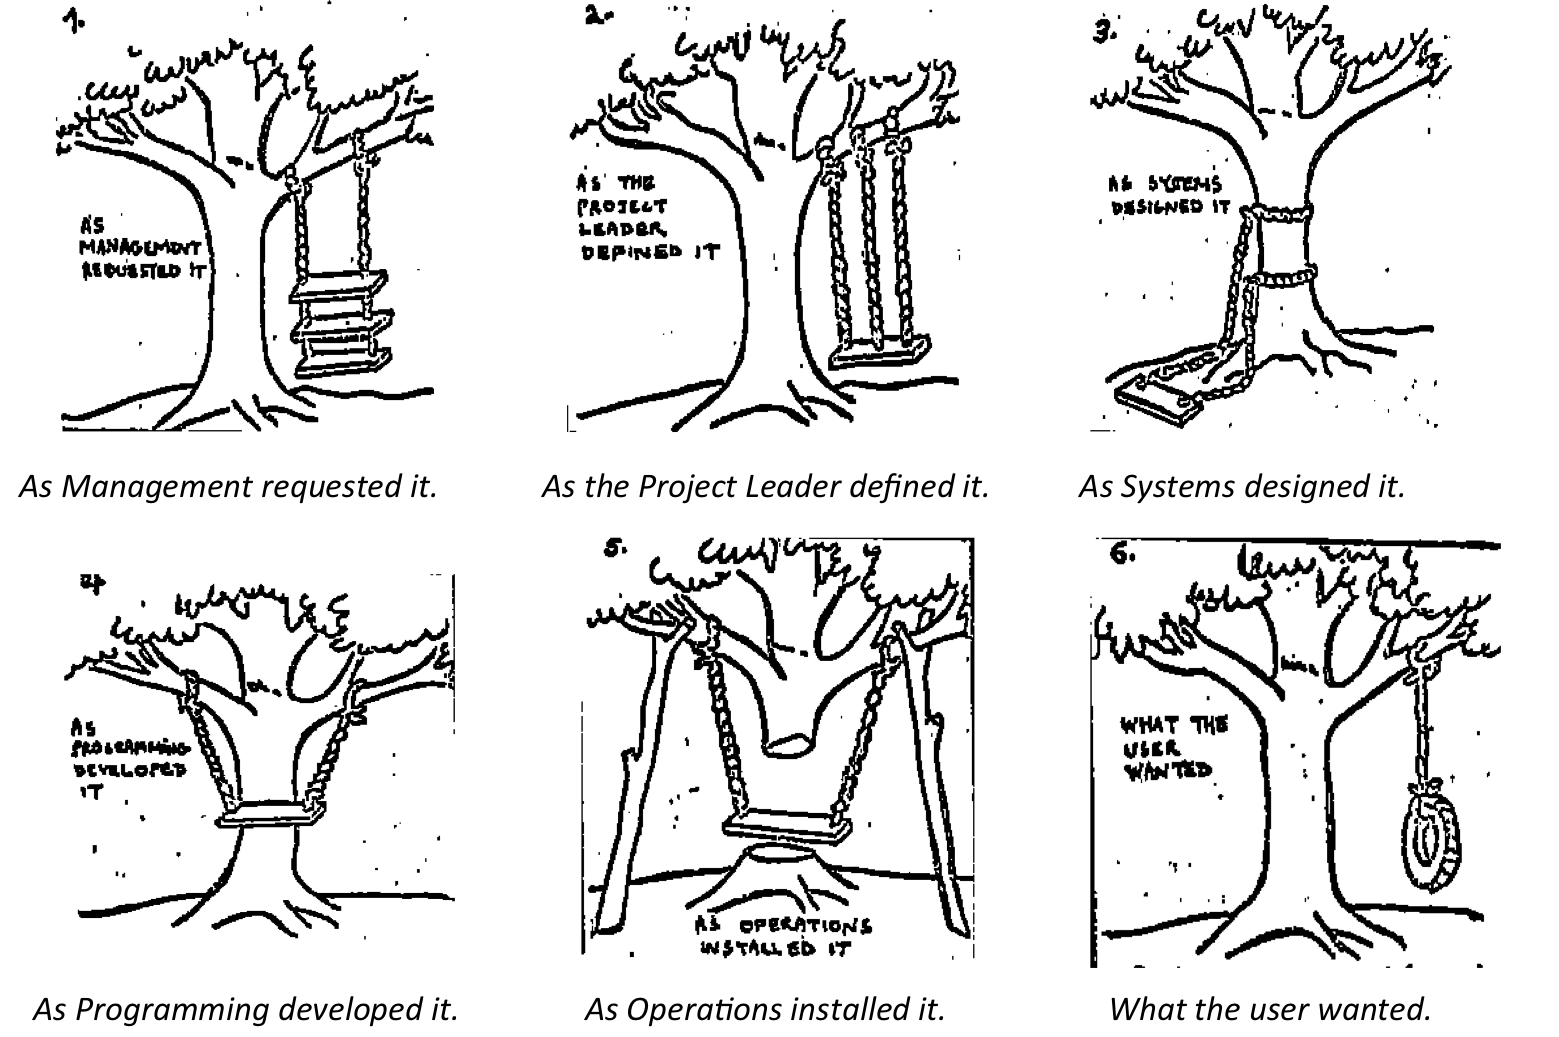 1.
AS
MANAGEMENT
REQUESTED IT
As Management requested it.
2.
AS THE
PROJECT
LEADER
DEFINED IT
As the Project Leader defined it.
3.
AS SYSTEMS
DESIGNED IT
As Systems designed it.
4
AS
PROGRAMMING
DEVELOPED
IT
As Programming developed it.
5.
AS OPERATIONS
INSTALLED IT
As Operations installed it.
6.
WHAT THE
USER
WANTED
What the user wanted.